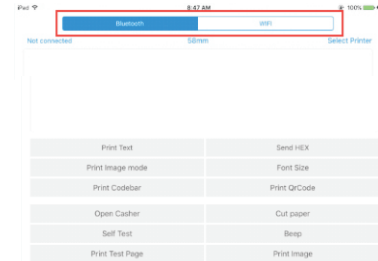 iPad 8:47 AM 100%
Bluetooth WIFI
Not connected 58mm Select Printer
Print Text Send HEX
Print Image mode Font Size
Print Codebar Print QrCode
Open Casher Cut paper
Self Test Beep
Print Test Page Print Image